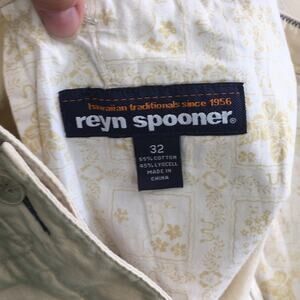 hawaiian traditionals since 1956
reyn spooner®
32
55% COTTON
45% LYOCELL
MADE IN
CHINA